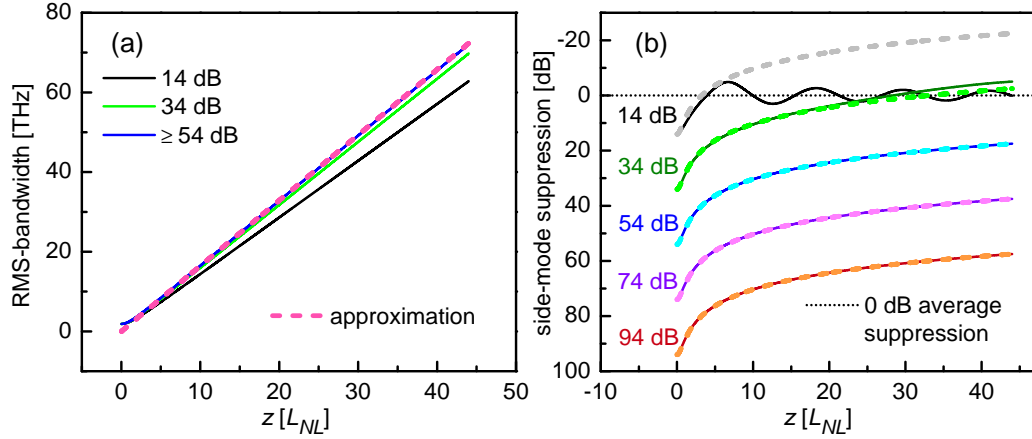 (a)
14 dB
34 dB
≥ 54 dB
approximation
RMS-bandwidth [THz]
80
60
40
20
0
0 10 20 30 40 50
z [L_NL]
(b)
14 dB
34 dB
54 dB
74 dB
94 dB
0 dB average
suppression
side-mode suppression [dB]
-20
0
20
40
60
80
100
-10 0 10 20 30 40 50
z [L_NL]